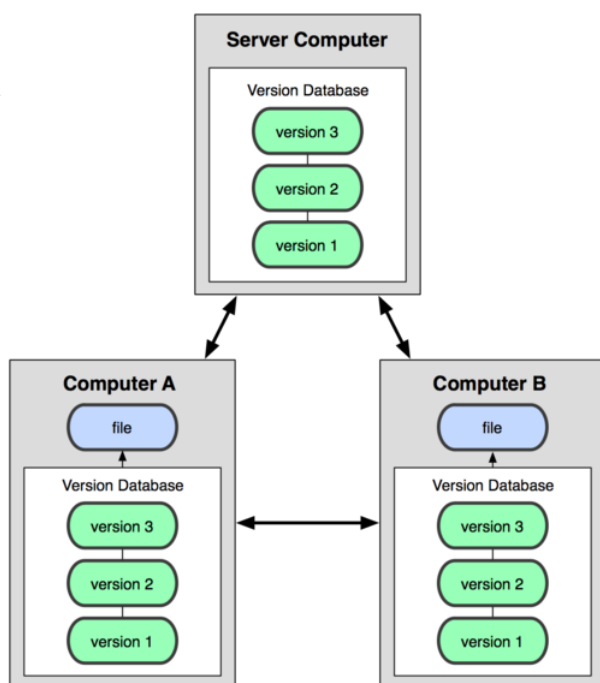 Server Computer
Version Database
version 3
version 2
version 1
Computer A
file
Version Database
version 3
version 2
version 1
Computer B
file
Version Database
version 3
version 2
version 1